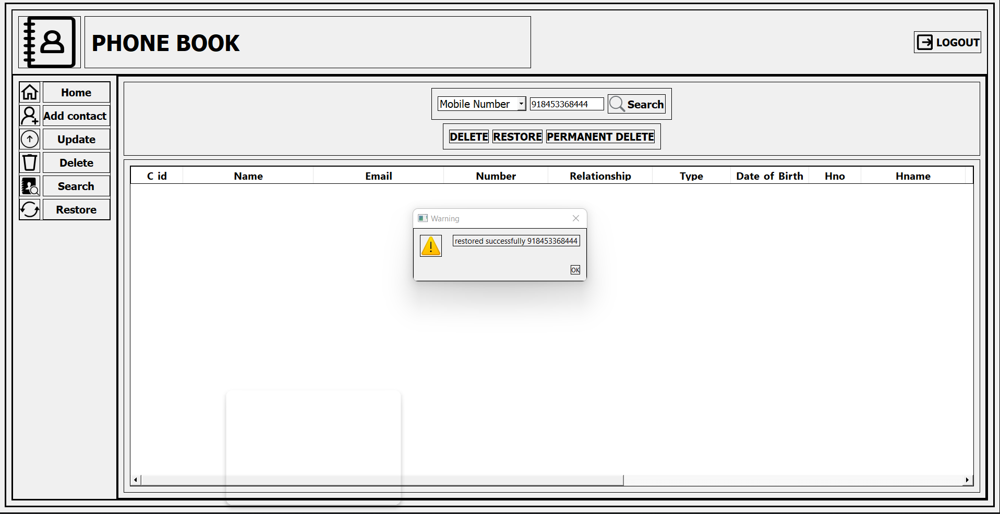 PHONE BOOK
LOGOUT
Home
Add contact
Update
Delete
Search
Restore
Mobile Number 918453368444 Search
DELETE RESTORE PERMANENT DELETE
C id Name Email Number Relationship Type Date of Birth Hno Hname
Warning
restored successfully 918453368444
OK